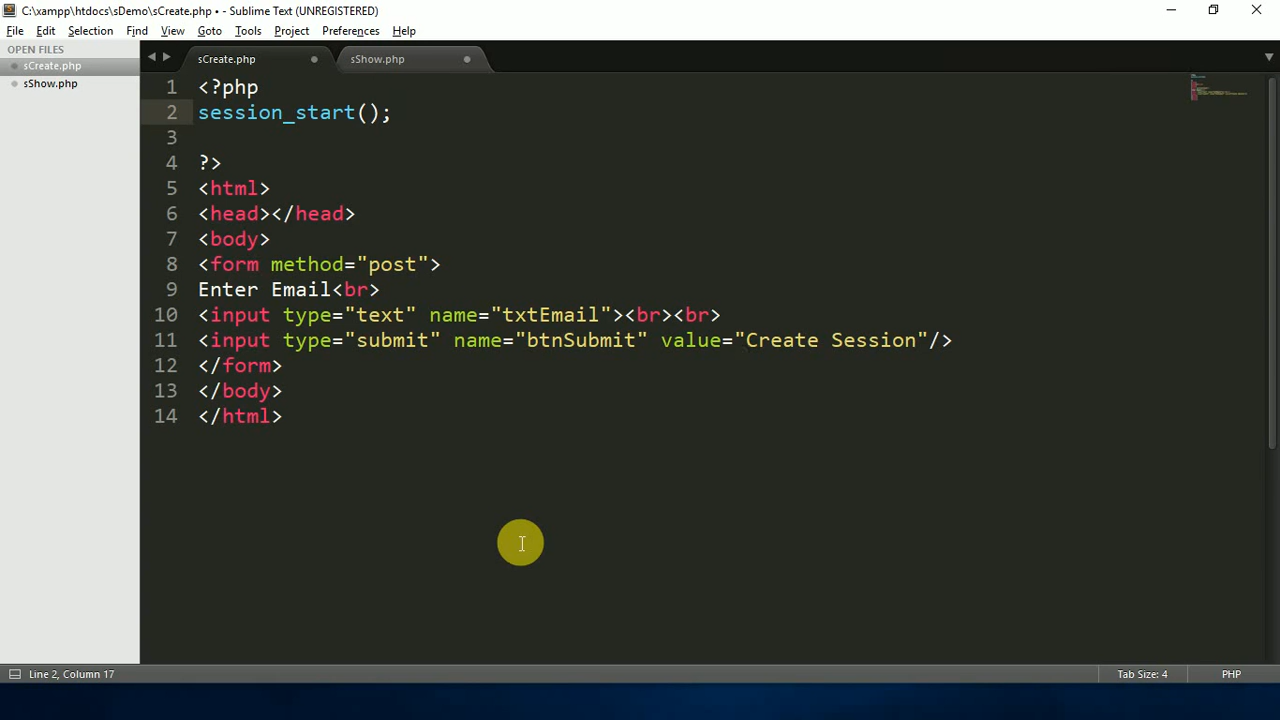 C:\xampp\htdocs\sDemo\sCreate.php • - Sublime Text (UNREGISTERED)
File Edit Selection Find View Goto Tools Project Preferences Help
OPEN FILES
sCreate.php
sShow.php
sCreate.php sShow.php
1 <?php
2 session_start();
3
4 ?>
5 <html>
6 <head></head>
7 <body>
8 <form method="post">
9 Enter Email<br>
10 <input type="text" name="txtEmail"><br><br>
11 <input type="submit" name="btnSubmit" value="Create Session"/>
12 </form>
13 </body>
14 </html>
Line 2, Column 17 Tab Size: 4 PHP